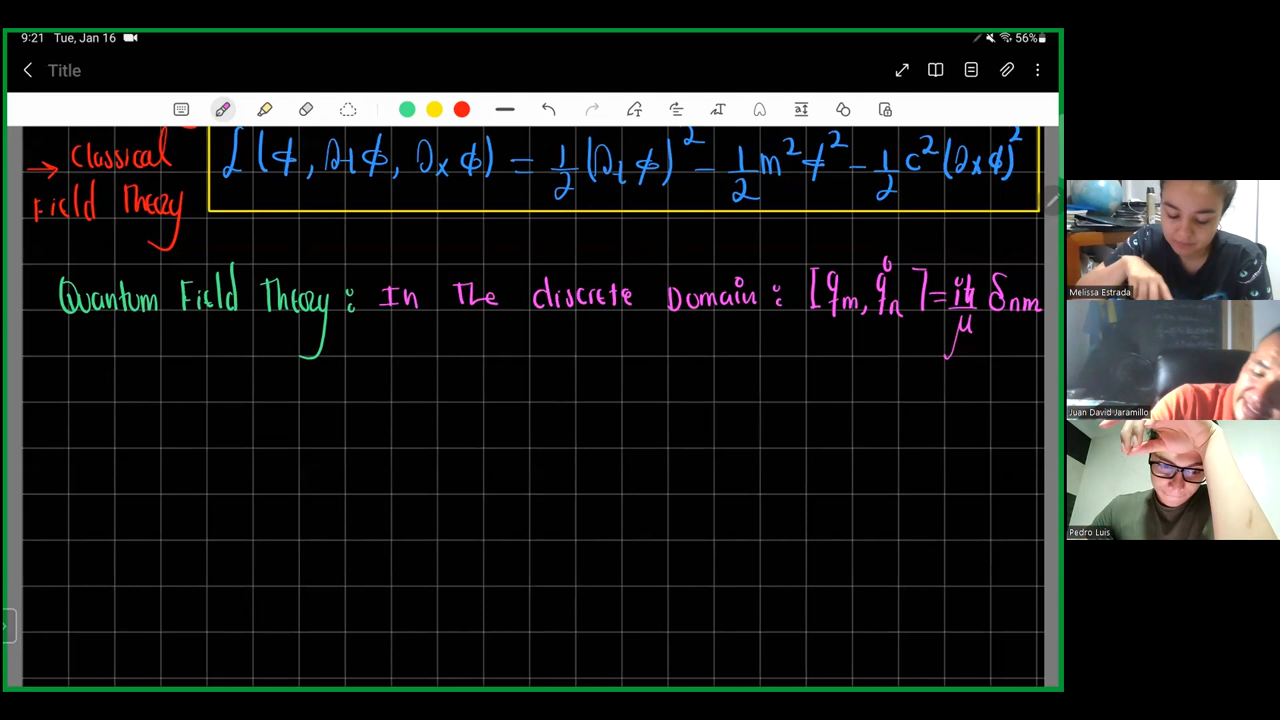 9:21 Tue, Jan 16 56%
Title
→ Classical
Field Theory
ℒ(ϕ, ∂tϕ, ∂xϕ) = 1/2 (∂tϕ)² − 1/2 m²ϕ² − 1/2 c²(∂xϕ)²
Quantum Field Theory: In The discrete Domain: [qm, q̇n] = iħ/μ δnm
Melissa Estrada
Juan David Jaramillo
Pedro Luis